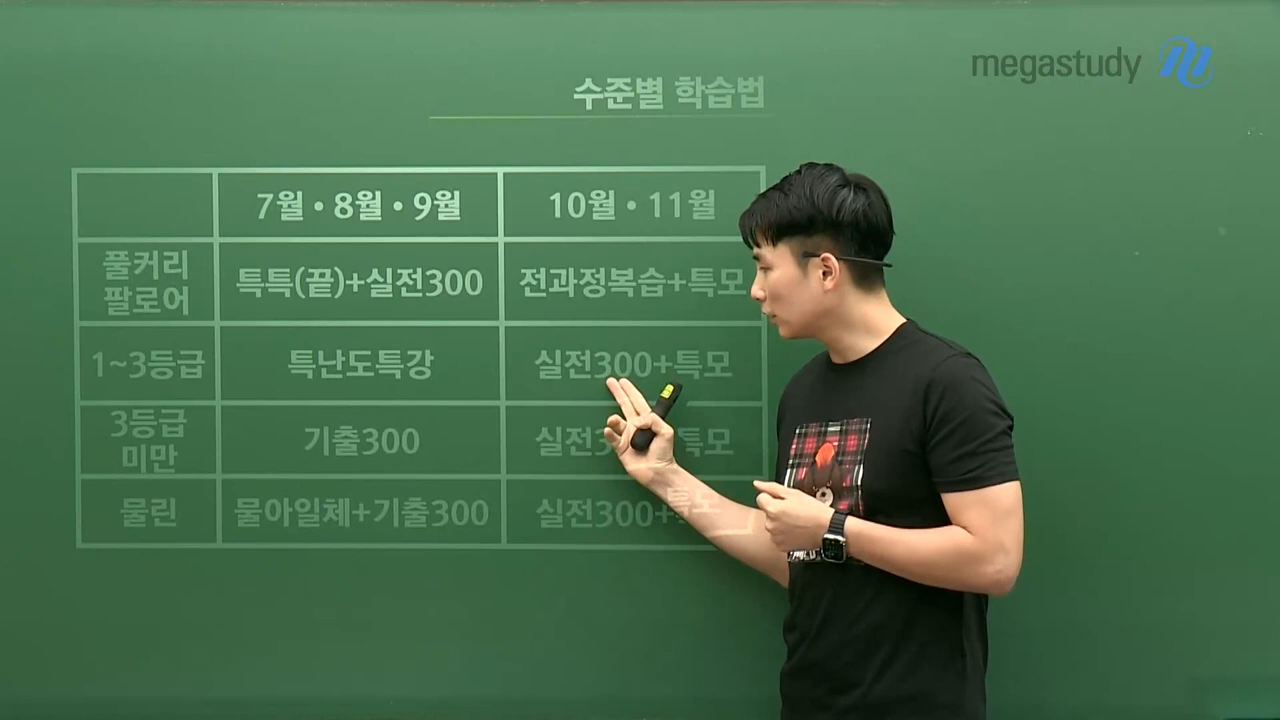 megastudy
수준별 학습법
7월•8월•9월 10월•11월
풀커리
팔로어 특특(끝)+실전300 전과정복습+특모
1~3등급 특난도특강 실전300+특모
3등급
미만 기출300 실전3 특모
물린 물아일체+기출300 실전300+특모